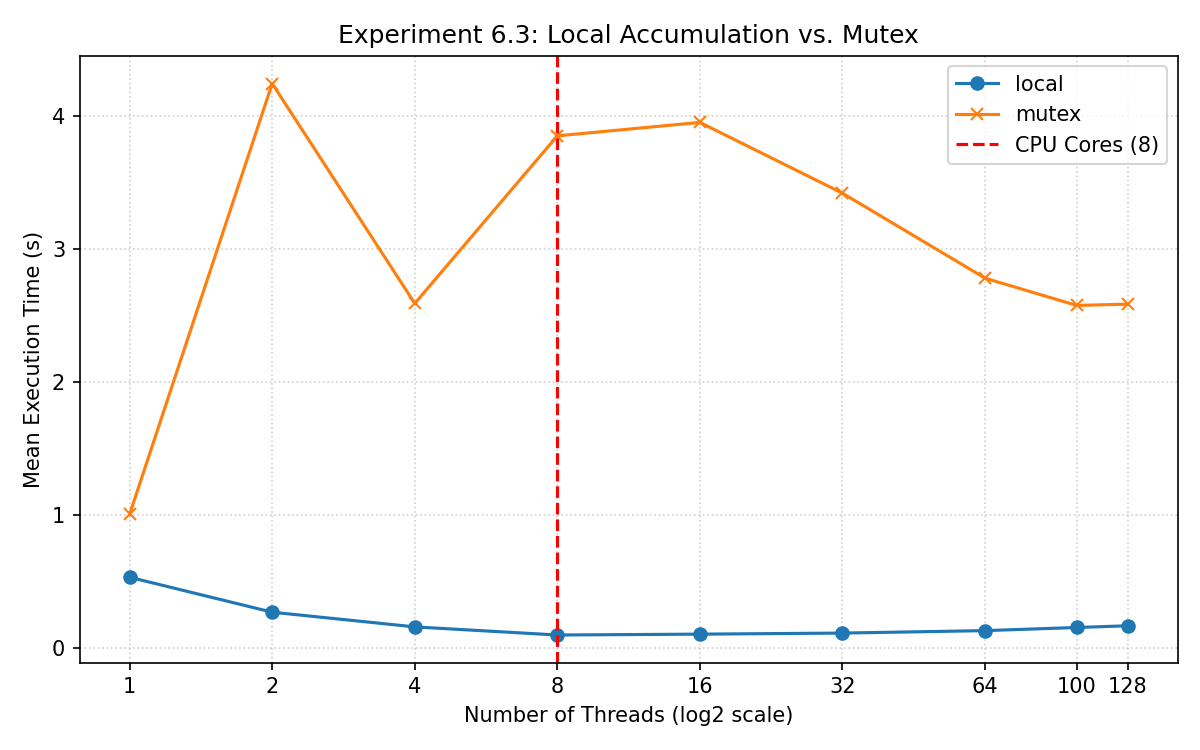 Experiment 6.3: Local Accumulation vs. Mutex
local
mutex
CPU Cores (8)
Mean Execution Time (s)
4
3
2
1
0
1 2 4 8 16 32 64 100 128
Number of Threads (log2 scale)